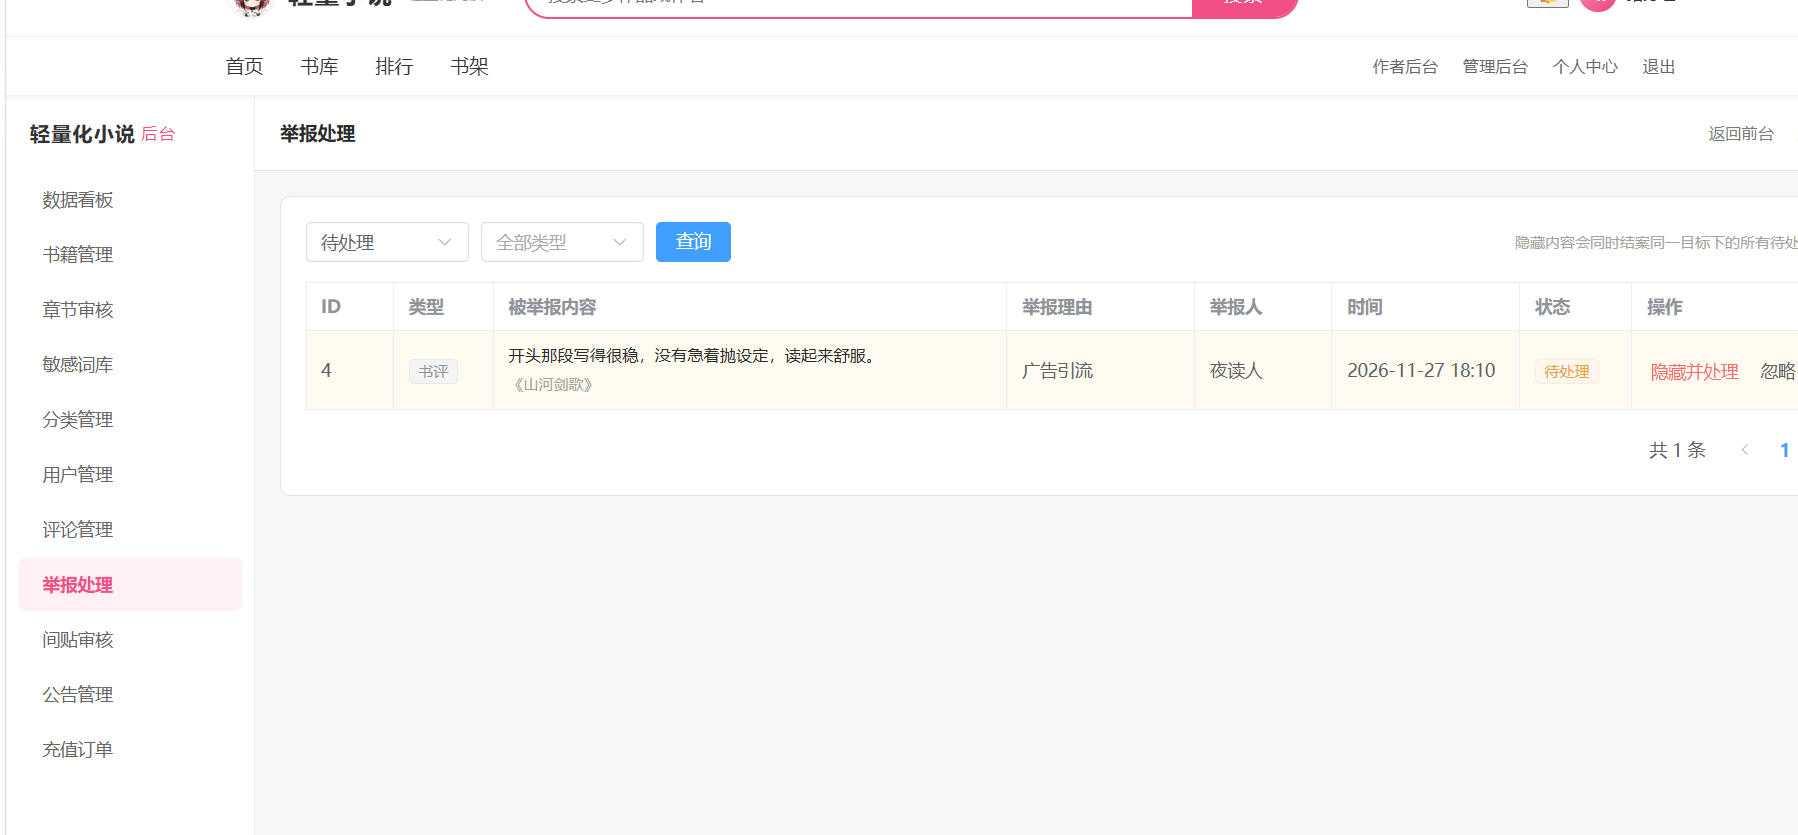 首页 书库 排行 书架 作者后台 管理后台 个人中心 退出
轻量化小说 后台
举报处理 返回前台
数据看板
书籍管理
章节审核
敏感词库
分类管理
用户管理
评论管理
举报处理
间贴审核
公告管理
充值订单
待处理 全部类型 查询 隐藏内容会同时结案同一目标下的所有待处
ID 类型 被举报内容 举报理由 举报人 时间 状态 操作
4 书评 开头那段写得很稳，没有急着抛设定，读起来舒服。 广告引流 夜读人 2026-11-27 18:10 待处理 隐藏并处理 忽略
《山河剑歌》
共 1 条 1